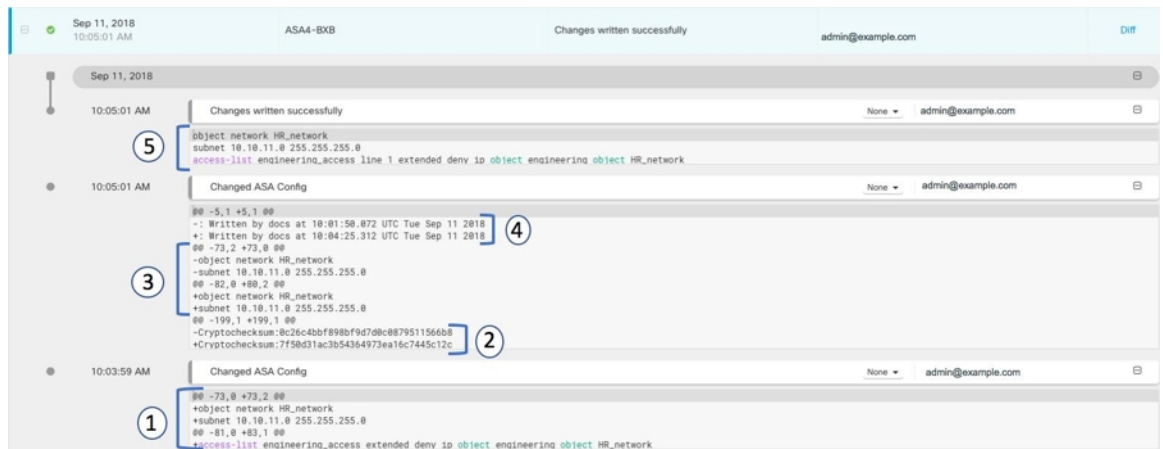 Sep 11, 2018
10:05:01 AM
ASA4-BXB
Changes written successfully
admin@example.com
Diff
Sep 11, 2018
10:05:01 AM
Changes written successfully
None
admin@example.com
5
object network HR_network
subnet 10.10.11.0 255.255.255.0
access-list engineering_access line 1 extended deny ip object engineering object HR_network
10:05:01 AM
Changed ASA Config
None
admin@example.com
@@ -5,1 +5,1 @@
-: Written by docs at 10:01:50.072 UTC Tue Sep 11 2018
+: Written by docs at 10:04:25.312 UTC Tue Sep 11 2018
4
@@ -73,2 +73,0 @@
-object network HR_network
-subnet 10.10.11.0 255.255.255.0
3
@@ -82,0 +80,2 @@
+object network HR_network
+subnet 10.10.11.0 255.255.255.0
@@ -199,1 +199,1 @@
-Cryptochecksum:0c26c4bbf898bf9d7d0c0879511566b8
+Cryptochecksum:7f50d31ac3b54364973ea16c7445c12c
2
10:03:59 AM
Changed ASA Config
None
admin@example.com
1
@@ -73,0 +73,2 @@
+object network HR_network
+subnet 10.10.11.0 255.255.255.0
@@ -81,0 +83,1 @@
+access-list engineering_access extended deny ip object engineering object HR_network